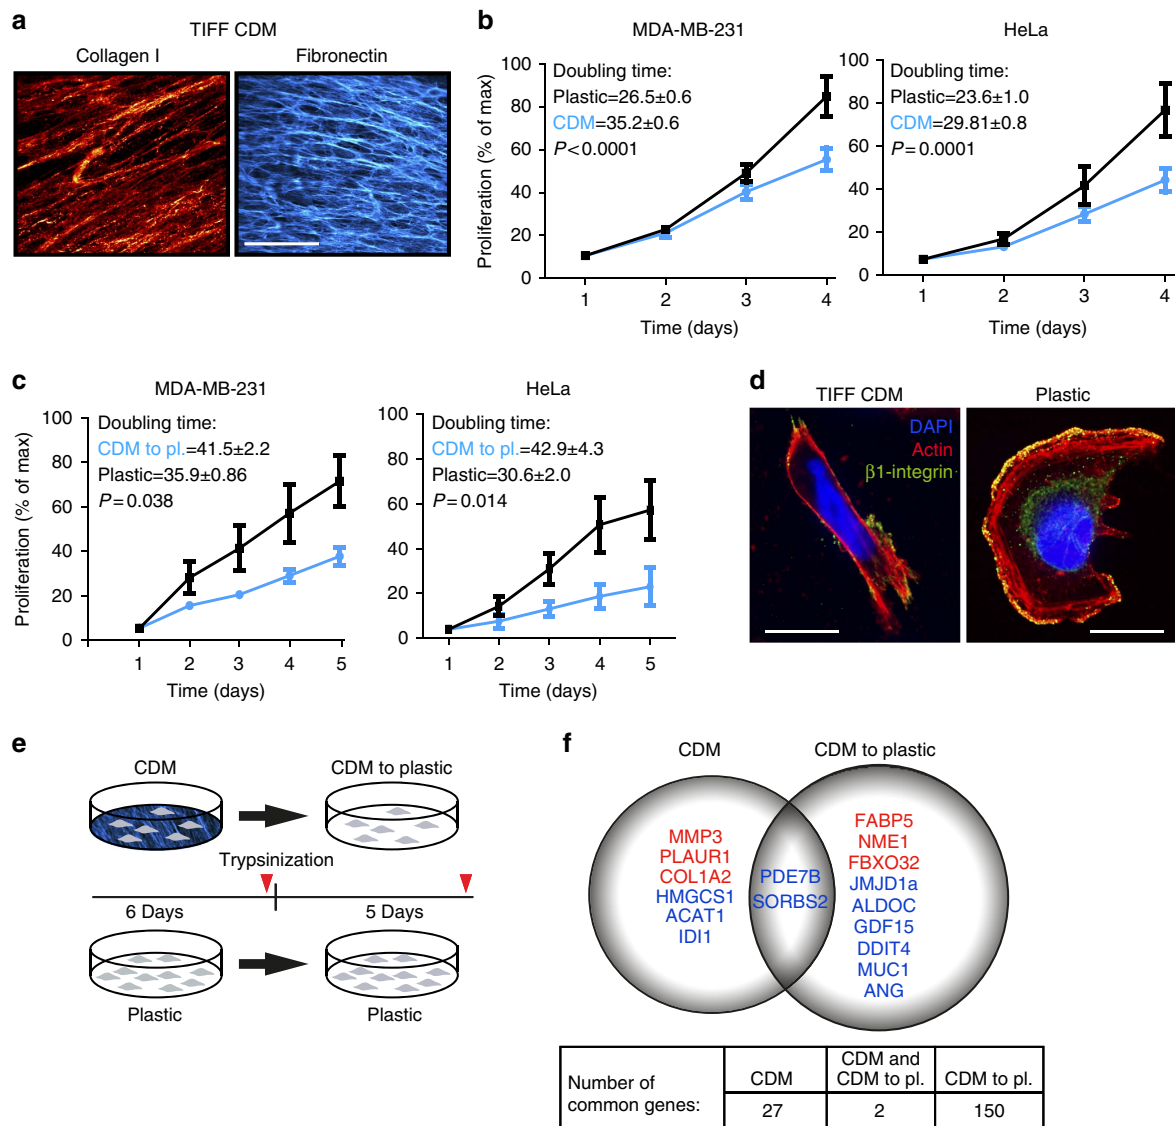 a
TIFF CDM
Collagen I
Fibronectin
b
MDA-MB-231
Proliferation (% of max)
100
80
60
40
20
0
Doubling time:
Plastic=26.5±0.6
CDM=35.2±0.6
P<0.0001
1 2 3 4
Time (days)
HeLa
100
80
60
40
20
0
Doubling time:
Plastic=23.6±1.0
CDM=29.81±0.8
P=0.0001
1 2 3 4
Time (days)
c
MDA-MB-231
Proliferation (% of max)
100
80
60
40
20
0
Doubling time:
CDM to pl.=41.5±2.2
Plastic=35.9±0.86
P=0.038
1 2 3 4 5
Time (days)
HeLa
100
80
60
40
20
0
Doubling time:
CDM to pl.=42.9±4.3
Plastic=30.6±2.0
P=0.014
1 2 3 4 5
Time (days)
d
TIFF CDM
DAPI
Actin
β1-integrin
Plastic
e
CDM
CDM to plastic
Trypsinization
6 Days
5 Days
Plastic
Plastic
f
CDM
CDM to plastic
MMP3
PLAUR1
COL1A2
HMGCS1
ACAT1
IDI1
PDE7B
SORBS2
FABP5
NME1
FBXO32
JMJD1a
ALDOC
GDF15
DDIT4
MUC1
ANG
Number of
common genes:
CDM
CDM and
CDM to pl.
CDM to pl.
27
2
150